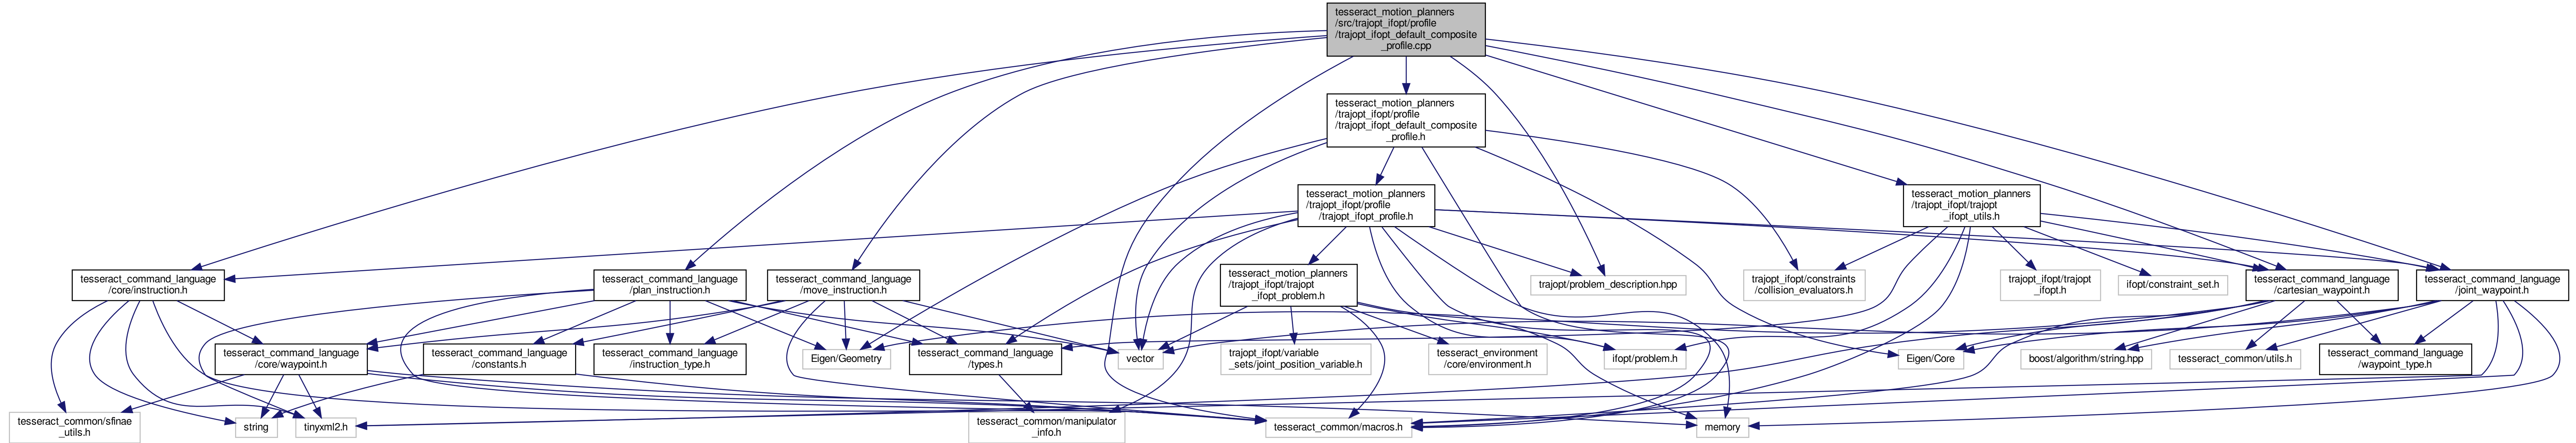 tesseract_motion_planners
/src/trajopt_ifopt/profile
/trajopt_ifopt_default_composite
_profile.cpp
tesseract_motion_planners
/trajopt_ifopt/profile
/trajopt_ifopt_default_composite
_profile.h
tesseract_motion_planners
/trajopt_ifopt/profile
/trajopt_ifopt_profile.h
tesseract_motion_planners
/trajopt_ifopt/trajopt
_ifopt_utils.h
tesseract_command_language
/core/instruction.h
tesseract_command_language
/plan_instruction.h
tesseract_command_language
/move_instruction.h
tesseract_motion_planners
/trajopt_ifopt/trajopt
_ifopt_problem.h
trajopt/problem_description.hpp
trajopt_ifopt/constraints
/collision_evaluators.h
trajopt_ifopt/trajopt
_ifopt.h
ifopt/constraint_set.h
tesseract_command_language
/cartesian_waypoint.h
tesseract_command_language
/joint_waypoint.h
tesseract_command_language
/core/waypoint.h
tesseract_command_language
/constants.h
tesseract_command_language
/instruction_type.h
Eigen/Geometry
tesseract_command_language
/types.h
vector
trajopt_ifopt/variable
_sets/joint_position_variable.h
tesseract_environment
/core/environment.h
ifopt/problem.h
Eigen/Core
boost/algorithm/string.hpp
tesseract_common/utils.h
tesseract_command_language
/waypoint_type.h
tesseract_common/sfinae
_utils.h
string
tinyxml2.h
tesseract_common/manipulator
_info.h
tesseract_common/macros.h
memory